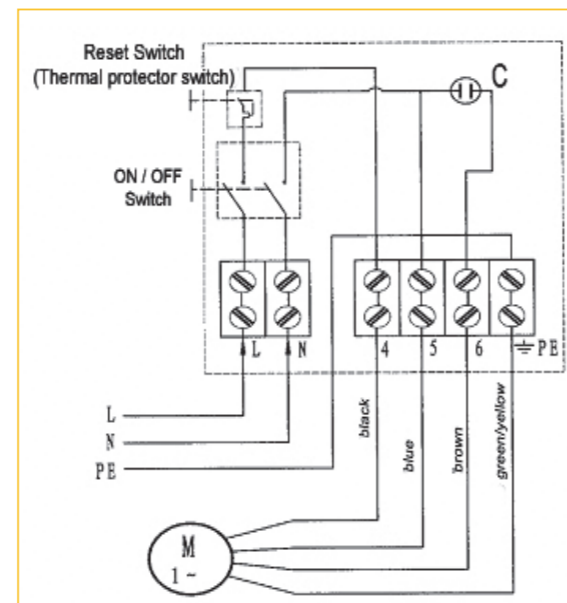 Reset Switch
(Thermal protector switch)
C
ON / OFF
Switch
L N 4 5 6 PE
L
N
PE
black
blue
brown
green/yellow
M
1 ~